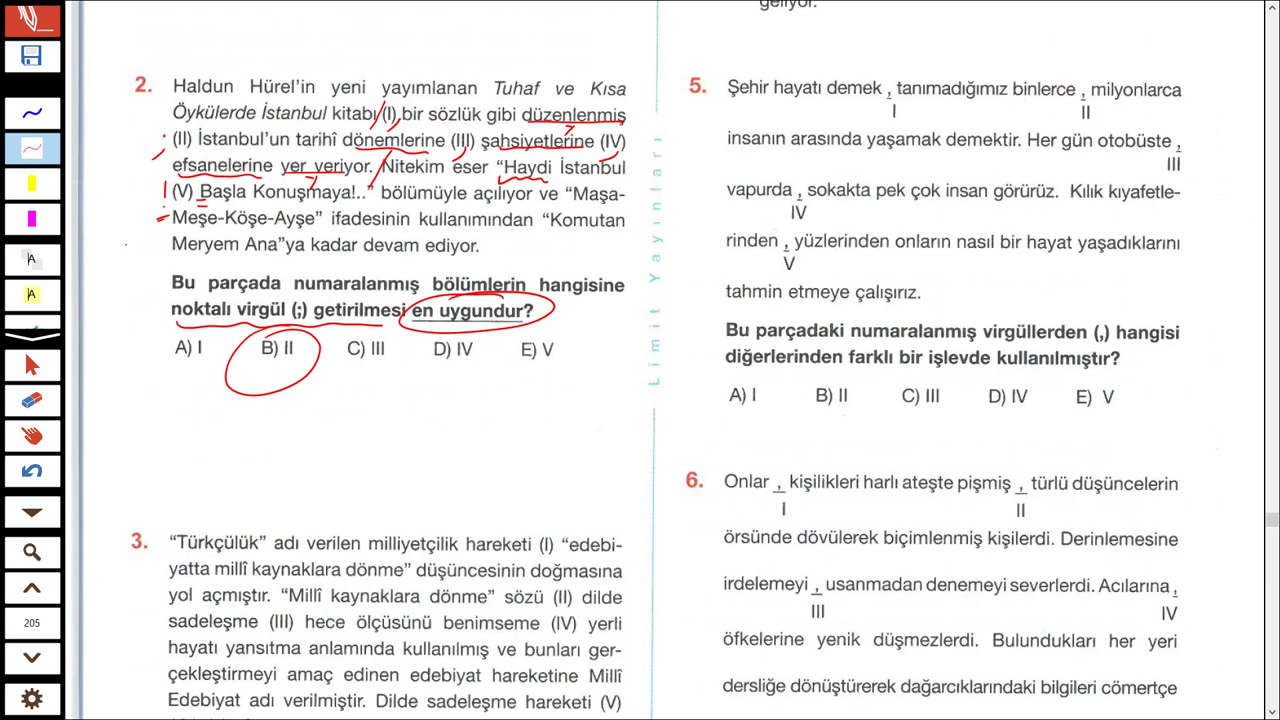 2. Haldun Hürel'in yeni yayımlanan Tuhaf ve Kısa
Öykülerde İstanbul kitabı (I) bir sözlük gibi düzenlenmiş
(II) İstanbul'un tarihî dönemlerine (III) şahsiyetlerine (IV)
efsanelerine yer veriyor. Nitekim eser "Haydi İstanbul
(V) Başla Konuşmaya!.." bölümüyle açılıyor ve "Maşa-
Meşe-Köşe-Ayşe" ifadesinin kullanımından "Komutan
Meryem Ana"ya kadar devam ediyor.
Bu parçada numaralanmış bölümlerin hangisine
noktalı virgül (;) getirilmesi en uygundur?
A) I B) II C) III D) IV E) V
3. "Türkçülük" adı verilen milliyetçilik hareketi (I) "edebi-
yatta millî kaynaklara dönme" düşüncesinin doğmasına
yol açmıştır. "Millî kaynaklara dönme" sözü (II) dilde
sadeleşme (III) hece ölçüsünü benimseme (IV) yerli
hayatı yansıtma anlamında kullanılmış ve bunları ger-
çekleştirmeyi amaç edinen edebiyat hareketine Millî
Edebiyat adı verilmiştir. Dilde sadeleşme hareketi (V)
Limit Yayınları
geliyor.
5. Şehir hayatı demek , tanımadığımız binlerce , milyonlarca
I II
insanın arasında yaşamak demektir. Her gün otobüste ,
III
vapurda , sokakta pek çok insan görürüz. Kılık kıyafetle-
IV
rinden , yüzlerinden onların nasıl bir hayat yaşadıklarını
V
tahmin etmeye çalışırız.
Bu parçadaki numaralanmış virgüllerden (,) hangisi
diğerlerinden farklı bir işlevde kullanılmıştır?
A) I B) II C) III D) IV E) V
6. Onlar , kişilikleri harlı ateşte pişmiş , türlü düşüncelerin
I II
örsünde dövülerek biçimlenmiş kişilerdi. Derinlemesine
irdelemeyi , usanmadan denemeyi severlerdi. Acılarına ,
III IV
öfkelerine yenik düşmezlerdi. Bulundukları her yeri
dersliğe dönüştürerek dağarcıklarındaki bilgileri cömertçe
A
A
205